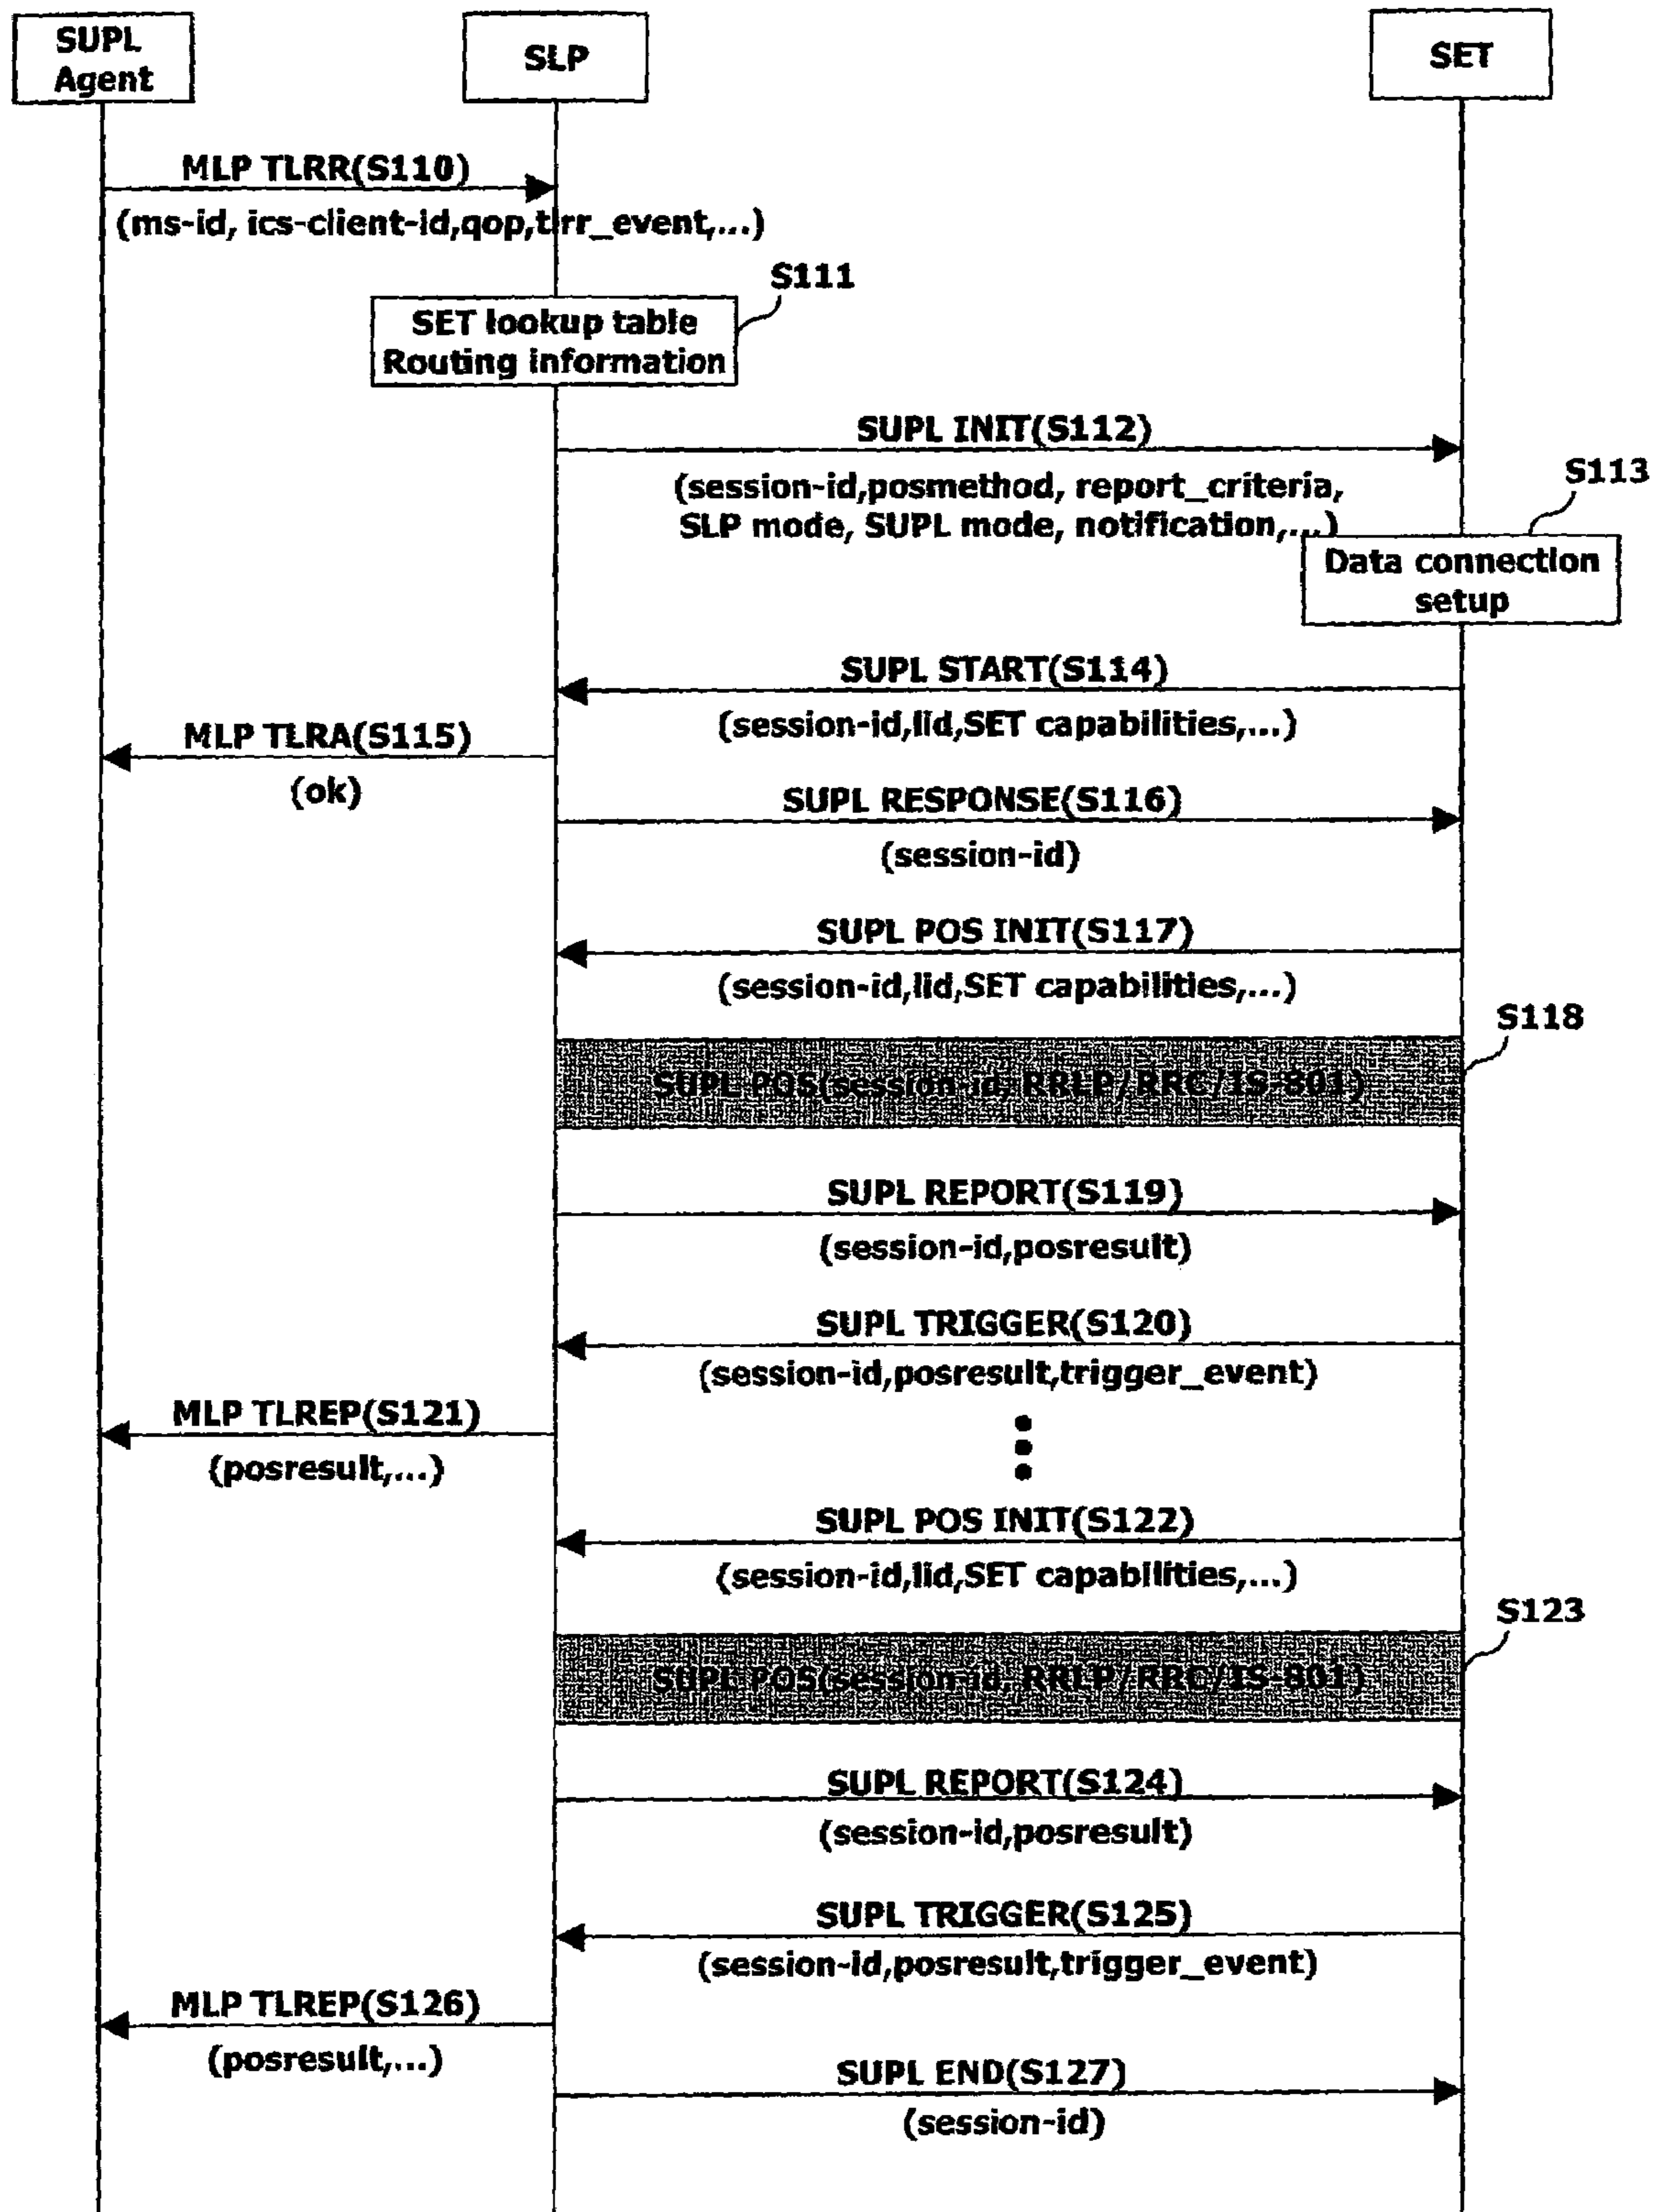 SUPL
Agent
SLP
SET
MLP TLRR(S110)
(ms-id, ics-client-id,qop,tlrr_event,...)
S111
SET lookup table
Routing information
SUPL INIT(S112)
(session-id,posmethod, report_criteria,
SLP mode, SUPL mode, notification,...)
S113
Data connection
setup
SUPL START(S114)
(session-id,lid,SET capabilities,...)
MLP TLRA(S115)
(ok)
SUPL RESPONSE(S116)
(session-id)
SUPL POS INIT(S117)
(session-id,lid,SET capabilities,...)
S118
SUPL POS(session-id, RRLP/RRC/IS-801)
SUPL REPORT(S119)
(session-id,posresult)
SUPL TRIGGER(S120)
(session-id,posresult,trigger_event)
MLP TLREP(S121)
(posresult,...)
SUPL POS INIT(S122)
(session-id,lid,SET capabilities,...)
S123
SUPL POS(session-id, RRLP/RRC/IS-801)
SUPL REPORT(S124)
(session-id,posresult)
SUPL TRIGGER(S125)
(session-id,posresult,trigger_event)
MLP TLREP(S126)
(posresult,...)
SUPL END(S127)
(session-id)